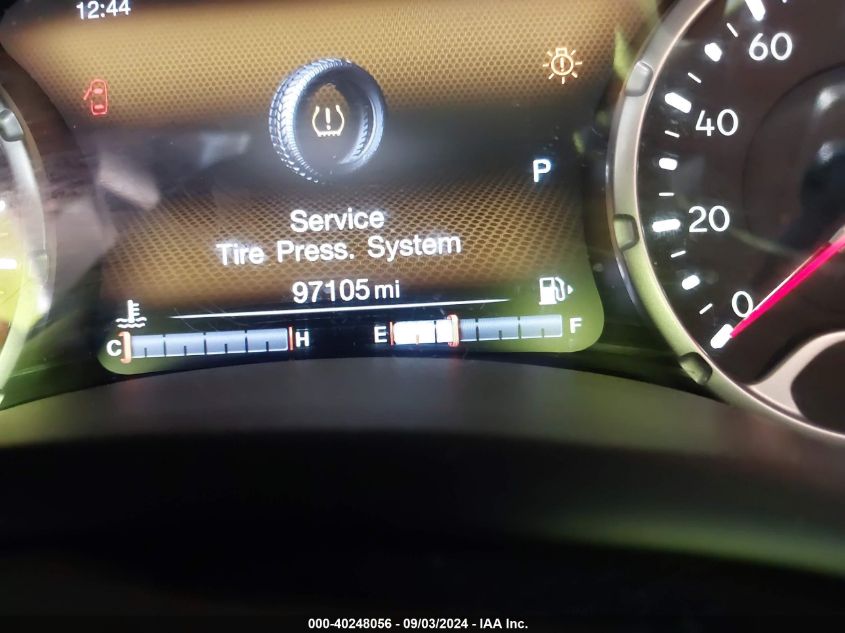 12:44
60
40
P
20
Service
Tire Press. System
97105 mi
0
C H E F
000-40248056 - 09/03/2024 - IAA Inc.